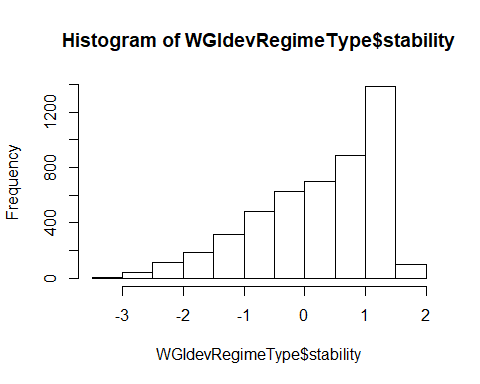 Histogram of WGIdevRegimeType$stability
Frequency
0 400 800 1200
-3 -2 -1 0 1 2
WGIdevRegimeType$stability